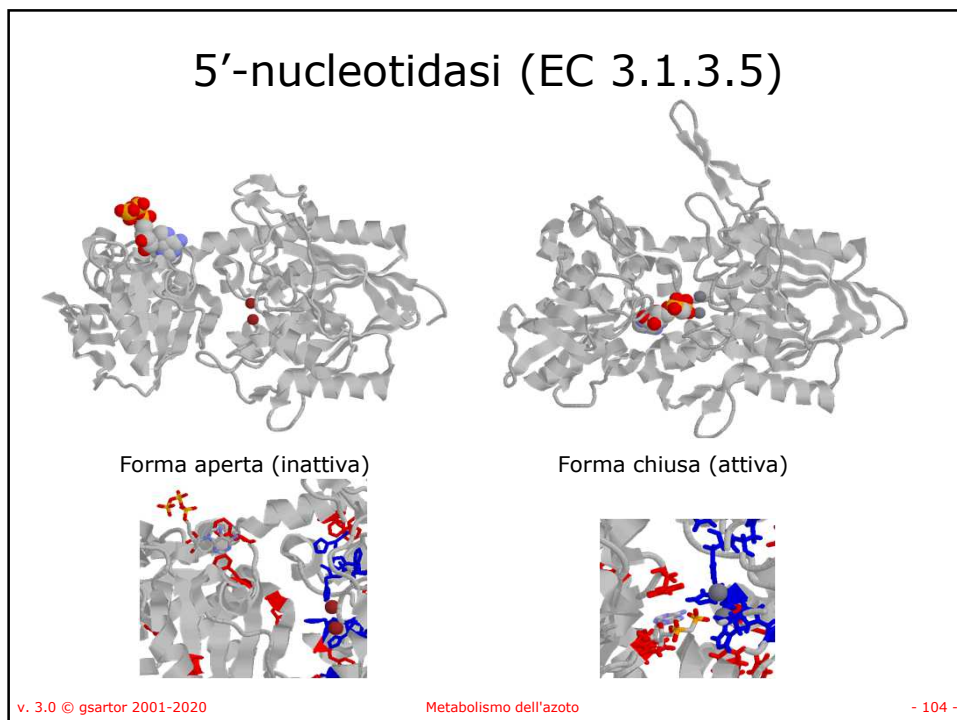 5’-nucleotidasi (EC 3.1.3.5)
Forma aperta (inattiva)
Forma chiusa (attiva)
v. 3.0 © gsartor 2001-2020
Metabolismo dell'azoto
- 104 -